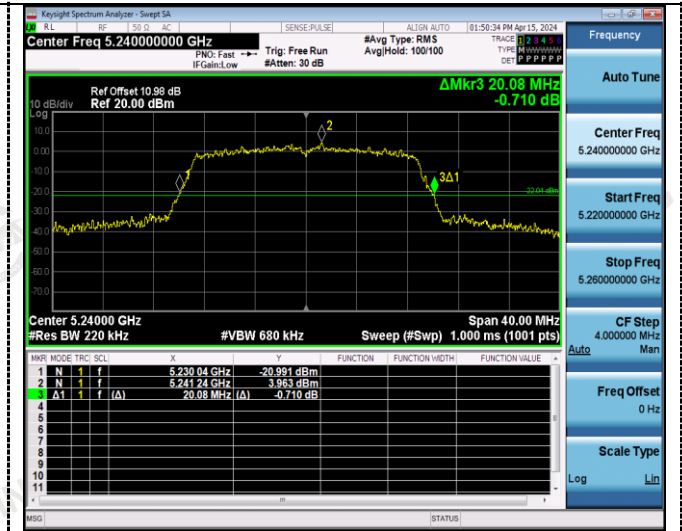 Keysight Spectrum Analyzer - Swept SA
RL RF 50 Ω AC SENSE:PULSE ALIGN AUTO 01:50:34 PM Apr 15, 2024
Center Freq 5.240000000 GHz #Avg Type: RMS TRACE 1 2 3 4 5 6
PNO: Fast Trig: Free Run Avg|Hold: 100/100 TYPE M W W W W W
IFGain:Low #Atten: 30 dB DET P P P P P P
Frequency
Auto Tune
Ref Offset 10.98 dB ΔMkr3 20.08 MHz
10 dB/div Ref 20.00 dBm -0.710 dB
Log
10.0
0.00
-10.0
-20.0
-30.0
-40.0
-50.0
-60.0
-70.0
1
2
3Δ1
-22.04 dBm
Center 5.24000 GHz Span 40.00 MHz
#Res BW 220 kHz #VBW 680 kHz Sweep (#Swp) 1.000 ms (1001 pts)
MKR MODE TRC SCL X Y FUNCTION FUNCTION WIDTH FUNCTION VALUE
1 N 1 f 5.230 04 GHz -20.991 dBm
2 N 1 f 5.241 24 GHz 3.963 dBm
3 Δ1 1 f (Δ) 20.08 MHz (Δ) -0.710 dB
4
5
6
7
8
9
10
11
Center Freq
5.240000000 GHz
Start Freq
5.220000000 GHz
Stop Freq
5.260000000 GHz
CF Step
4.000000 MHz
Auto Man
Freq Offset
0 Hz
Scale Type
Log Lin
MSG STATUS